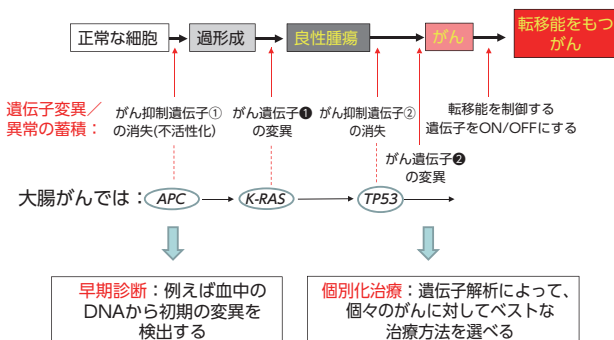 正常な細胞
過形成
良性腫瘍
がん
転移能をもつ
がん
遺伝子変異／
異常の蓄積：
がん抑制遺伝子①
の消失(不活性化)
がん遺伝子❶
の変異
がん抑制遺伝子②
の消失
がん遺伝子❷
の変異
転移能を制御する
遺伝子をON/OFFにする
大腸がんでは：
APC
K-RAS
TP53
早期診断：例えば血中の
DNAから初期の変異を
検出する
個別化治療：遺伝子解析によって、
個々のがんに対してベストな
治療方法を選べる